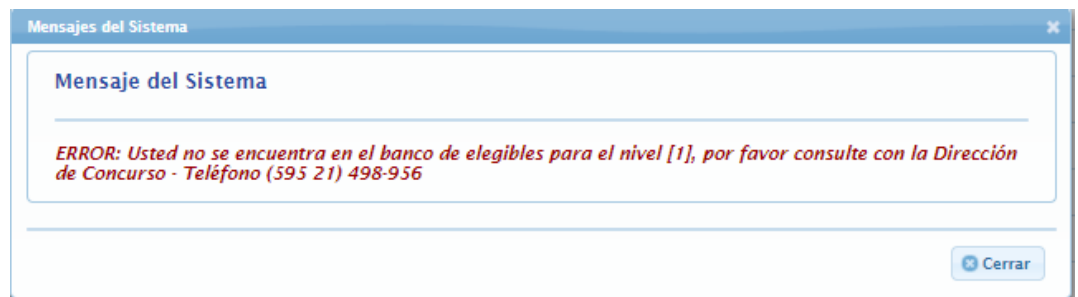 Mensajes del Sistema
Mensaje del Sistema
ERROR: Usted no se encuentra en el banco de elegibles para el nivel [1], por favor consulte con la Dirección
de Concurso - Teléfono (595 21) 498-956
Cerrar